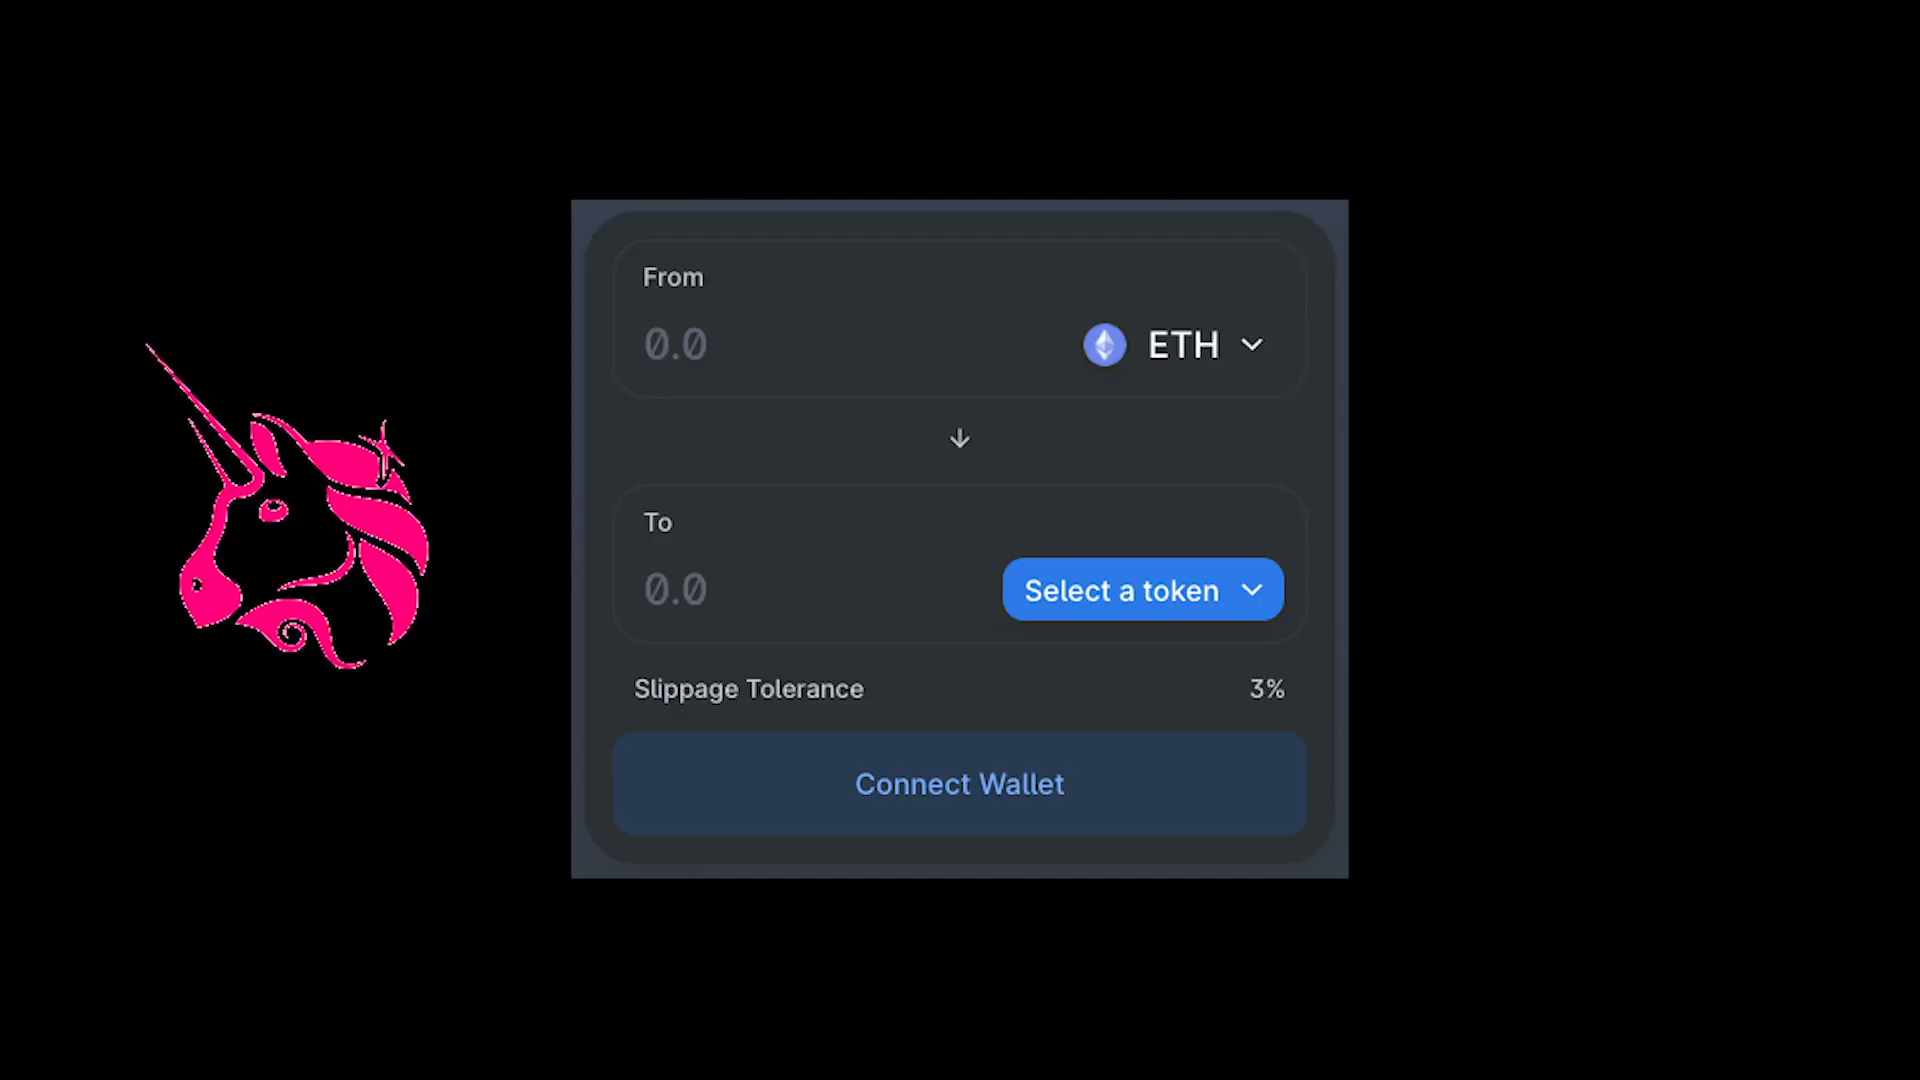 From
0.0 ETH
To
0.0 Select a token
Slippage Tolerance 3%
Connect Wallet